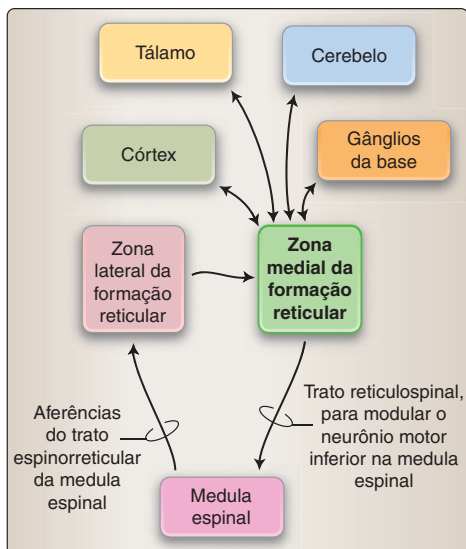 Tálamo
Cerebelo
Córtex
Gânglios
da base
Zona
lateral da
formação
reticular
Zona
medial da
formação
reticular
Aferências
do trato
espinorreticular
da medula
espinal
Trato reticulospinal,
para modular o
neurônio motor
inferior na medula
espinal
Medula
espinal